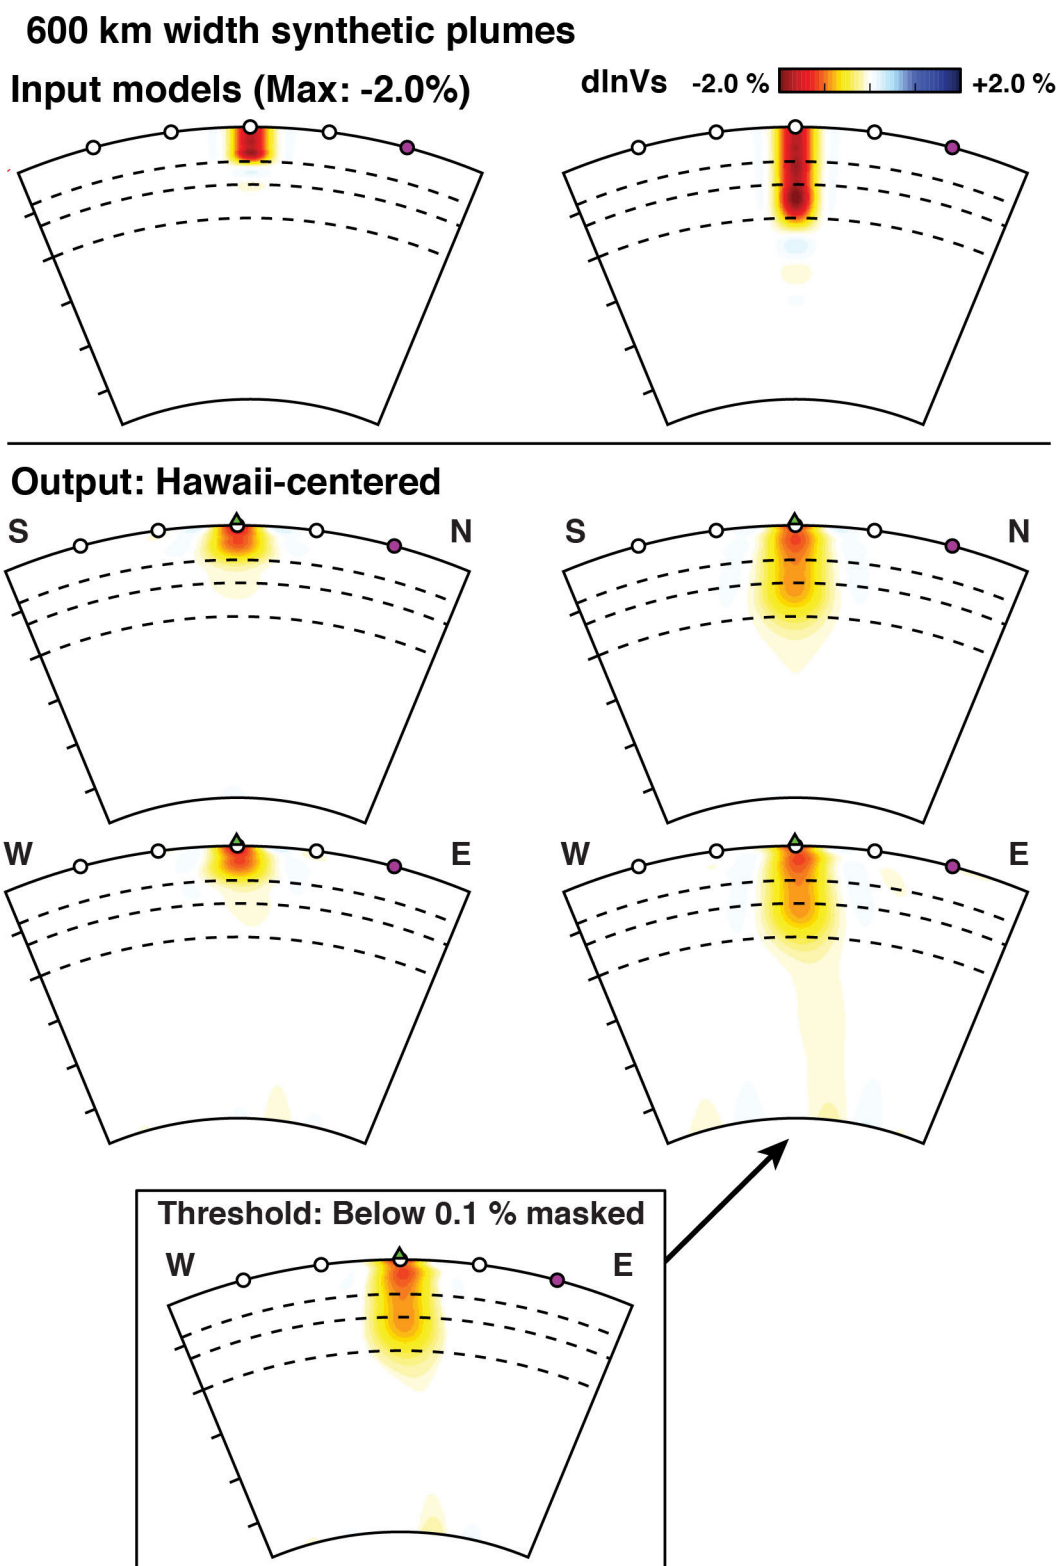 600 km width synthetic plumes
Input models (Max: -2.0%)
dlnVs -2.0 % +2.0 %
Output: Hawaii-centered
S N S N
W E W E
Threshold: Below 0.1 % masked
W E